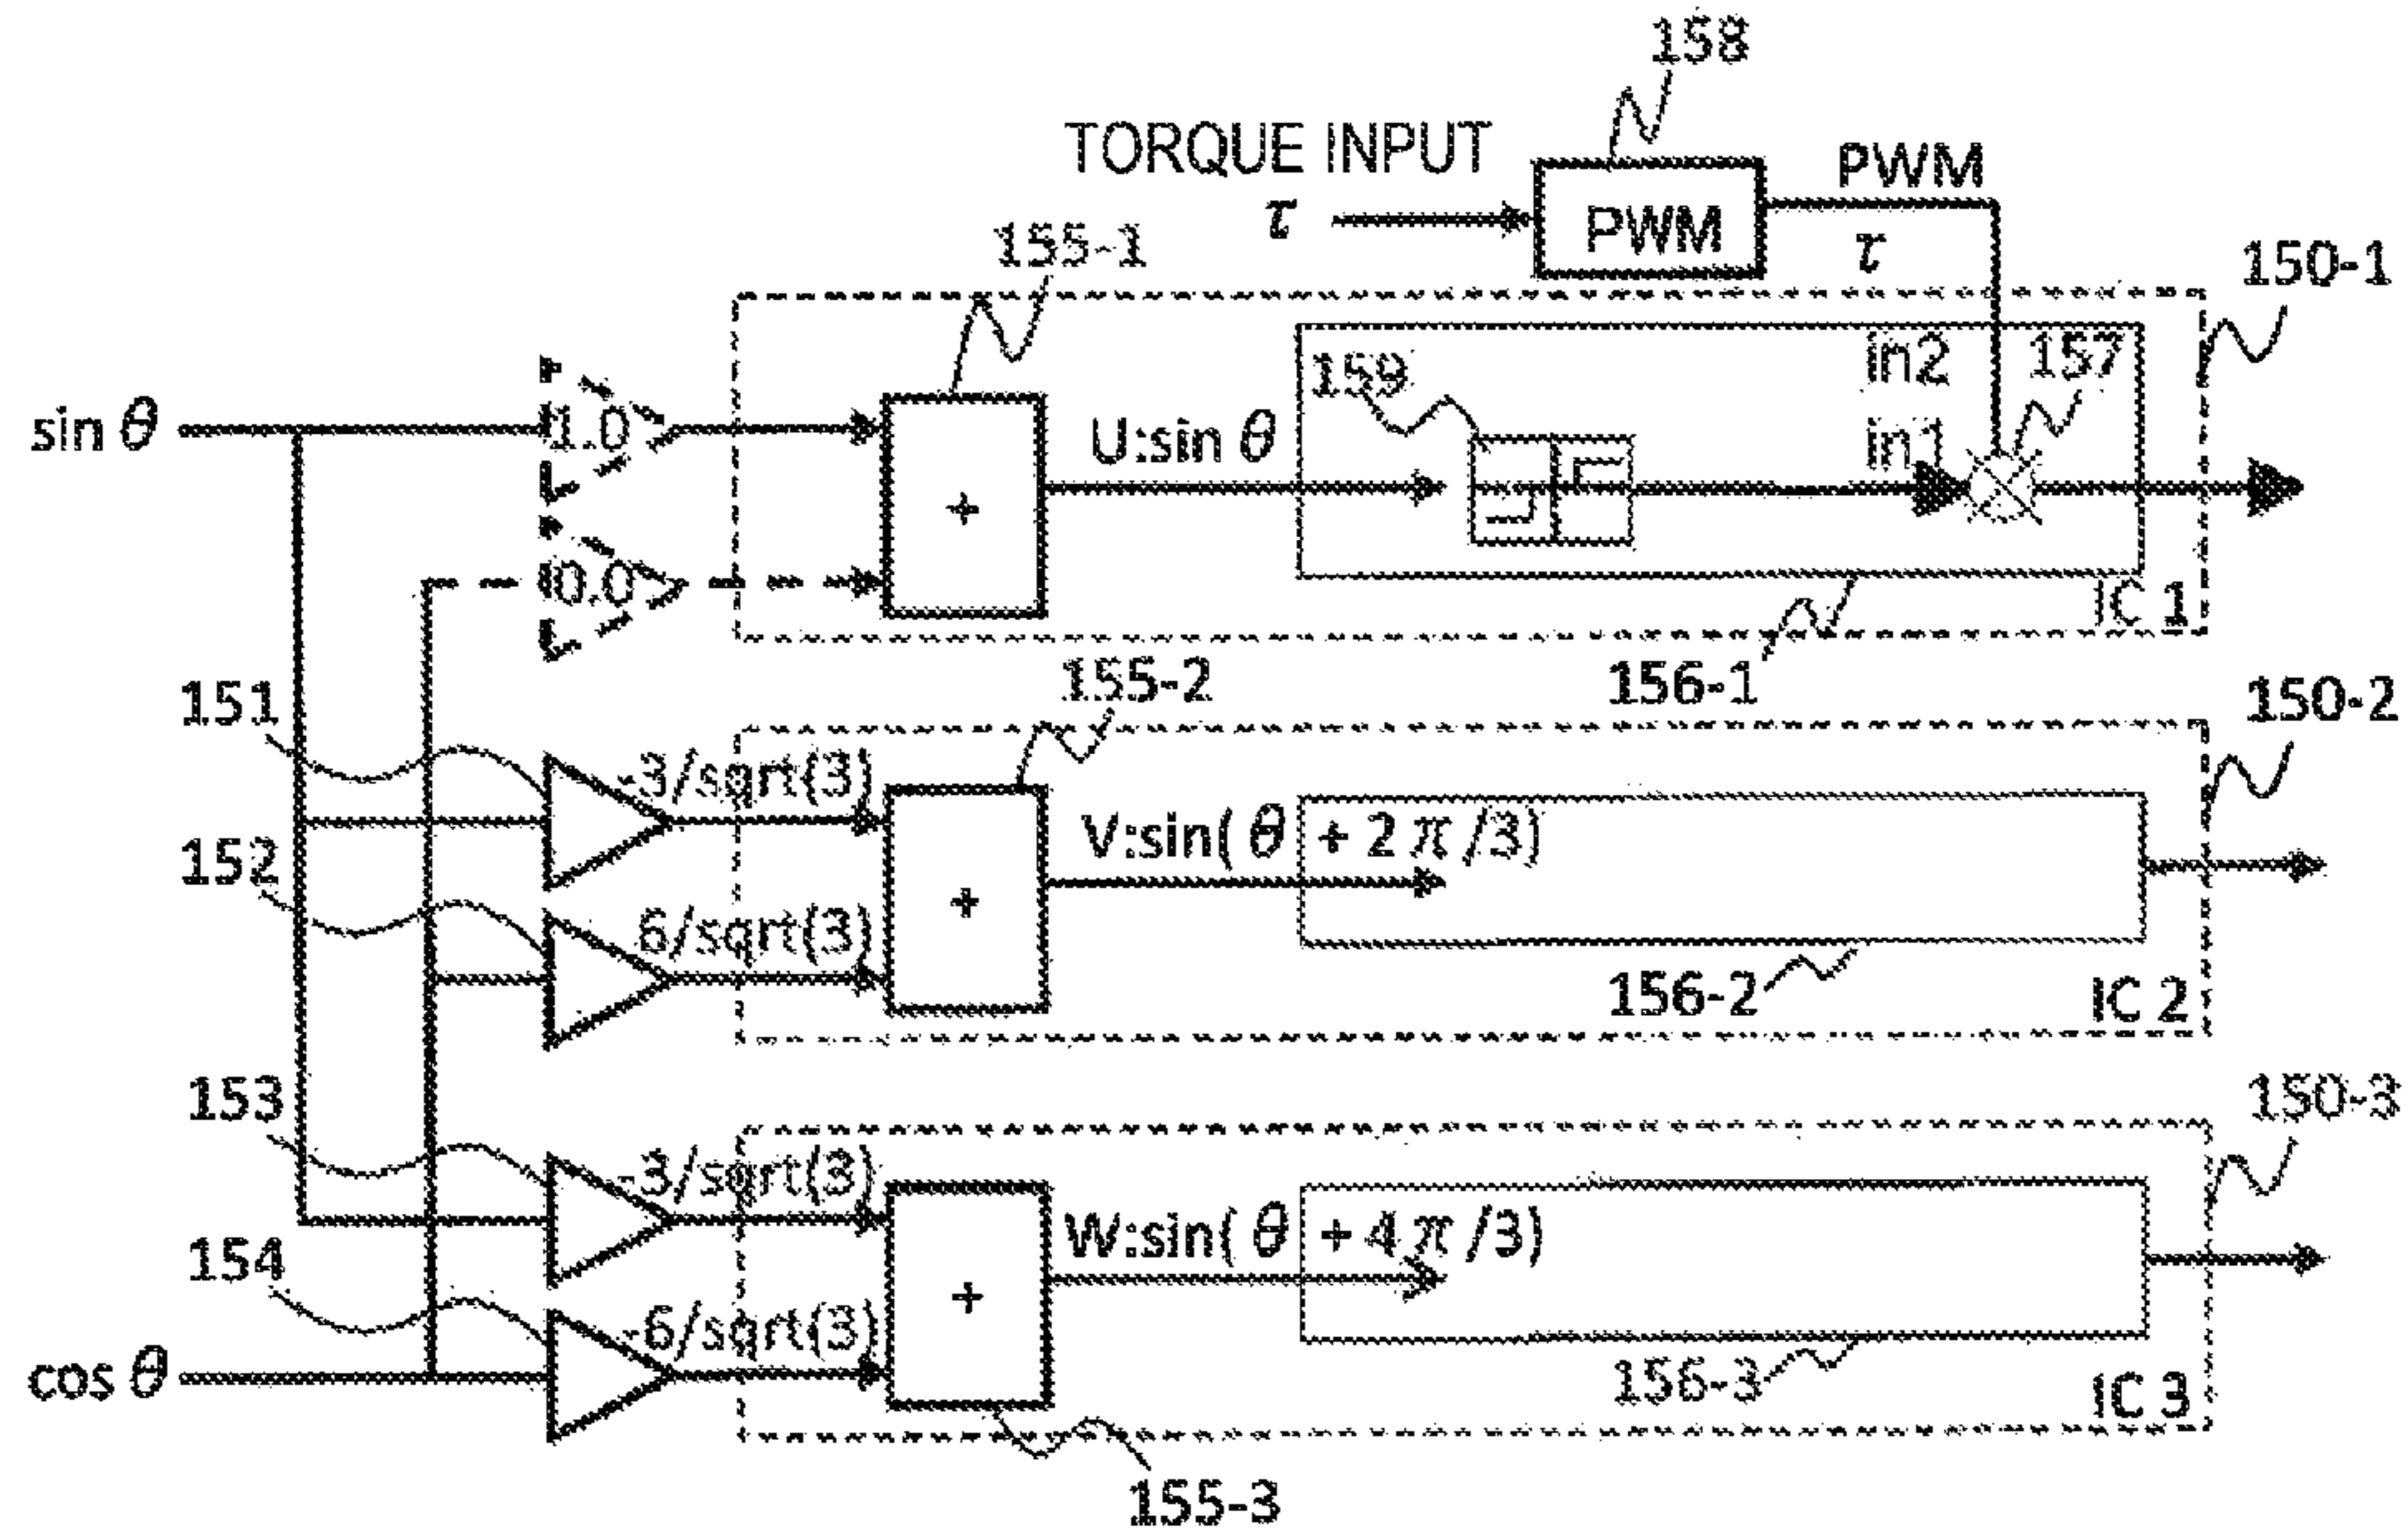 158
TORQUE INPUT
τ
PWM
PWM
τ
155-1
150-1
in2
157
159
in1
sin θ
1.0
U:sin θ
+
0.0
IC 1
156-1
155-2
151
150-2
-3/sqrt(3)
152
V:sin( θ + 2 π /3)
6/sqrt(3)
+
156-2
IC 2
153
150-3
-3/sqrt(3)
154
W:sin( θ + 4 π /3)
+
-6/sqrt(3)
cos θ
156-3
IC 3
155-3